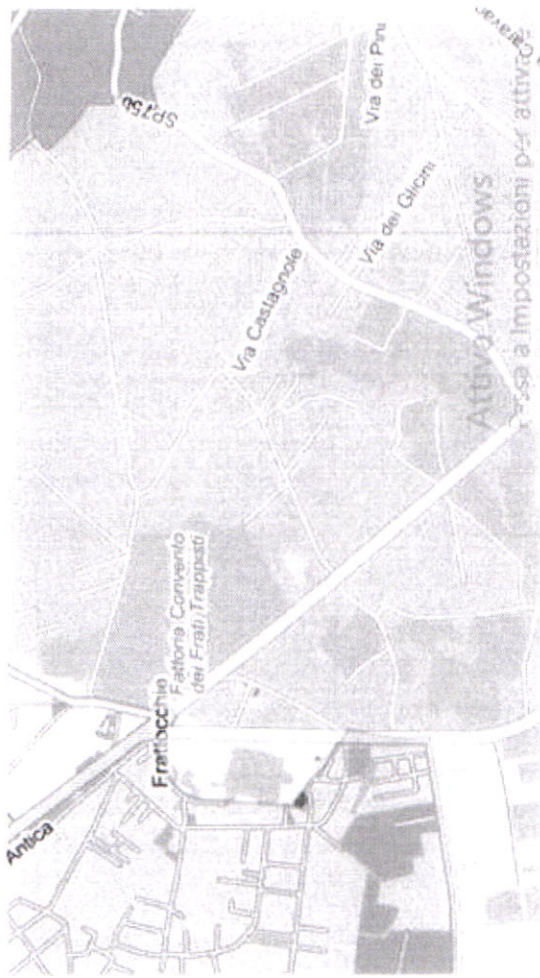 SP75b
Via dei Pini
Via dei Glicini
Via Castagnole
Attiva Windows
a Impostazioni per attivare
Fattoria Convento
dei Frati Trappisti
Frattocchie
Antica